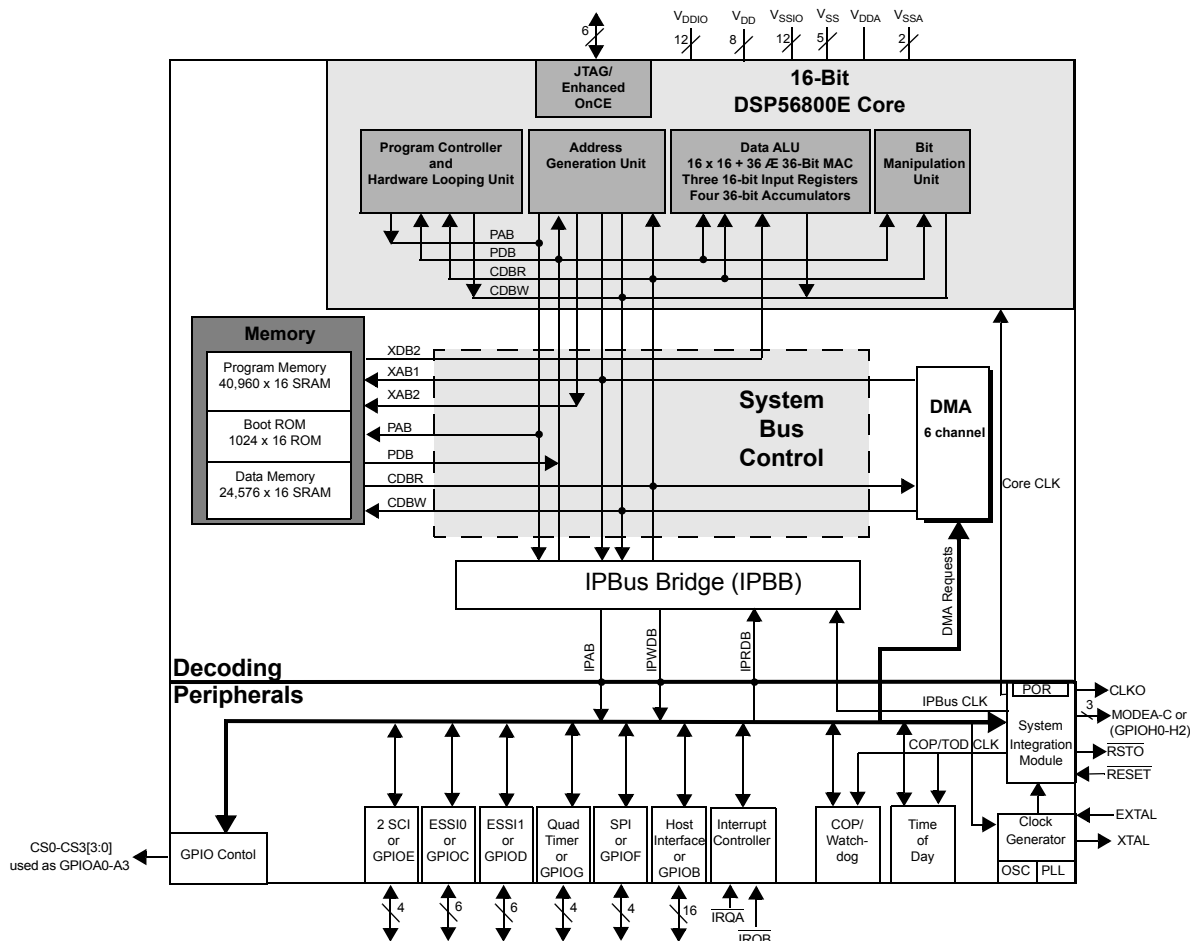 V_DDIO V_DD V_SSIO V_SS V_DDA V_SSA
6 12 8 12 5 2
JTAG/
Enhanced
OnCE
16-Bit
DSP56800E Core
Program Controller
and
Hardware Looping Unit
Address
Generation Unit
Data ALU
16 x 16 + 36 Æ 36-Bit MAC
Three 16-bit Input Registers
Four 36-bit Accumulators
Bit
Manipulation
Unit
PAB
PDB
CDBR
CDBW
Memory
Program Memory
40,960 x 16 SRAM
Boot ROM
1024 x 16 ROM
Data Memory
24,576 x 16 SRAM
XDB2
XAB1
XAB2
PAB
PDB
CDBR
CDBW
System
Bus
Control
DMA
6 channel
Core CLK
IPBus Bridge (IPBB)
DMA Requests
IPAB
IPWDB
IPRDB
Decoding
Peripherals
IPBus CLK
POR
CLKO
3
MODEA-C or
(GPIOH0-H2)
System
Integration
Module
COP/TOD CLK
RSTO
RESET
2 SCI
or
GPIOE
ESSI0
or
GPIOC
ESSI1
or
GPIOD
Quad
Timer
or
GPIOG
SPI
or
GPIOF
Host
Interface
or
GPIOB
Interrupt
Controller
COP/
Watch-
dog
Time
of
Day
Clock
Generator
OSC PLL
EXTAL
XTAL
CS0-CS3[3:0]
used as GPIOA0-A3
GPIO Contol
4 6 6 4 4 16
IRQA
IRQB